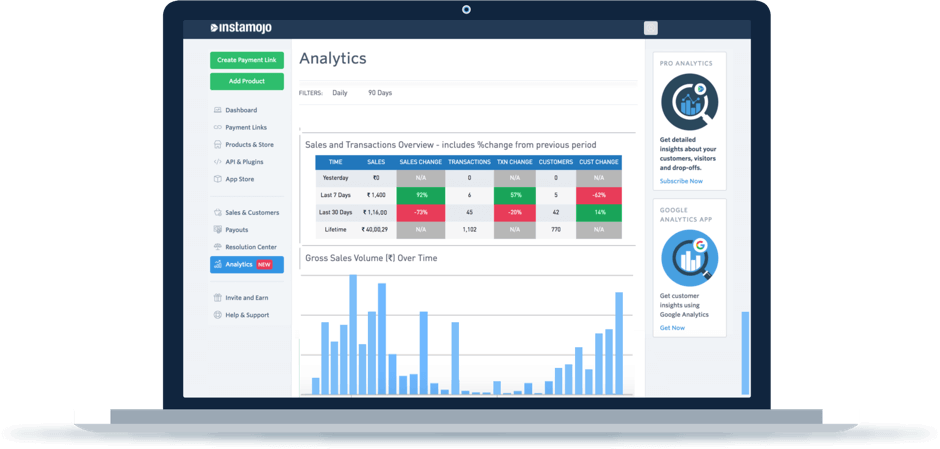 instamojo
Create Payment Link
Add Product
Dashboard
Payment Links
Products & Store
API & Plugins
App Store
Sales & Customers
Payouts
Resolution Center
Analytics NEW
Invite and Earn
Help & Support
Analytics
FILTERS: Daily 90 Days
Sales and Transactions Overview - includes %change from previous period
TIME SALES SALES CHANGE TRANSACTIONS TXN CHANGE CUSTOMERS CUST CHANGE
Yesterday ₹0 N/A 0 N/A 0 N/A
Last 7 Days ₹ 1,400 92% 6 57% 5 -62%
Last 30 Days ₹ 1,16,00 -73% 45 -20% 42 14%
Lifetime ₹ 40,00,29 N/A 1,102 N/A 770 N/A
Gross Sales Volume (₹) Over Time
PRO ANALYTICS
Get detailed
insights about your
customers, visitors
and drop-offs.
Subscribe Now
GOOGLE
ANALYTICS APP
G
Get customer
insights using
Google Analytics
Get Now